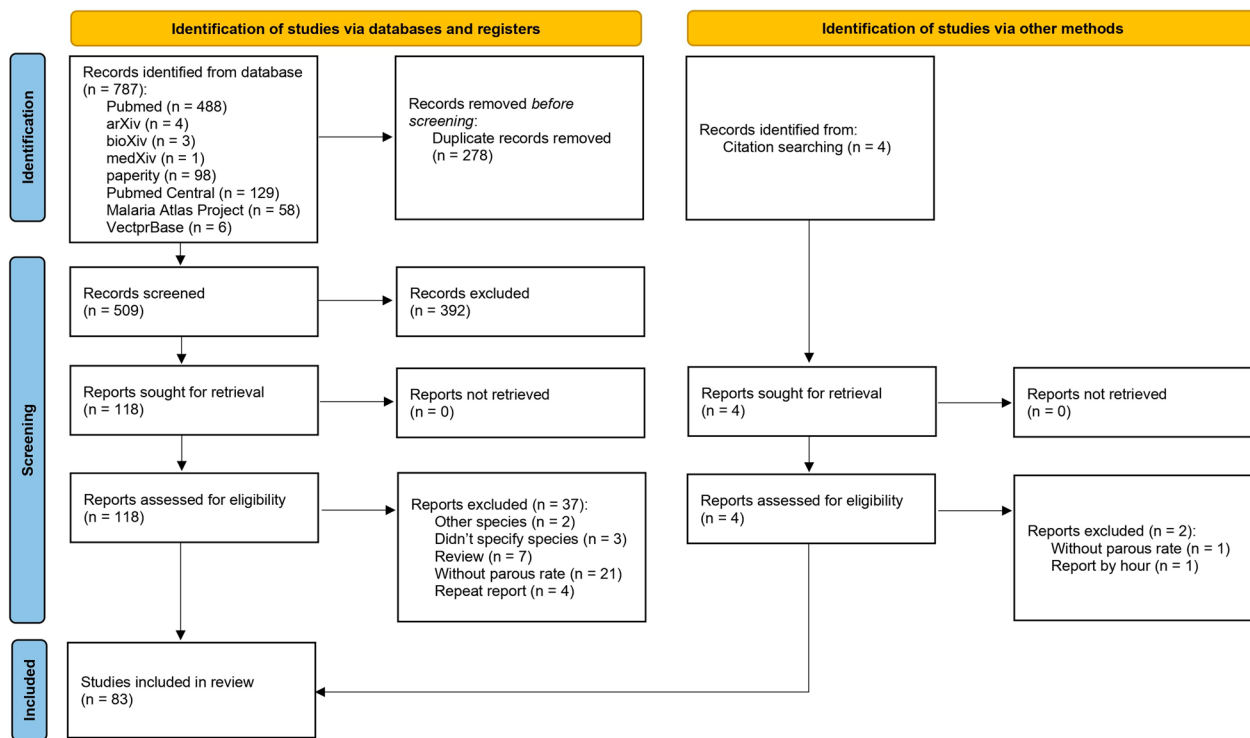 Identification of studies via databases and registers
Identification of studies via other methods
Identification
Records identified from database
(n = 787):
Pubmed (n = 488)
arXiv (n = 4)
bioXiv (n = 3)
medXiv (n = 1)
paperity (n = 98)
Pubmed Central (n = 129)
Malaria Atlas Project (n = 58)
VectprBase (n = 6)
Records removed before
screening:
Duplicate records removed
(n = 278)
Records identified from:
Citation searching (n = 4)
Screening
Records screened
(n = 509)
Records excluded
(n = 392)
Reports sought for retrieval
(n = 118)
Reports not retrieved
(n = 0)
Reports sought for retrieval
(n = 4)
Reports not retrieved
(n = 0)
Reports assessed for eligibility
(n = 118)
Reports excluded (n = 37):
Other species (n = 2)
Didn't specify species (n = 3)
Review (n = 7)
Without parous rate (n = 21)
Repeat report (n = 4)
Reports assessed for eligibility
(n = 4)
Reports excluded (n = 2):
Without parous rate (n = 1)
Report by hour (n = 1)
Included
Studies included in review
(n = 83)